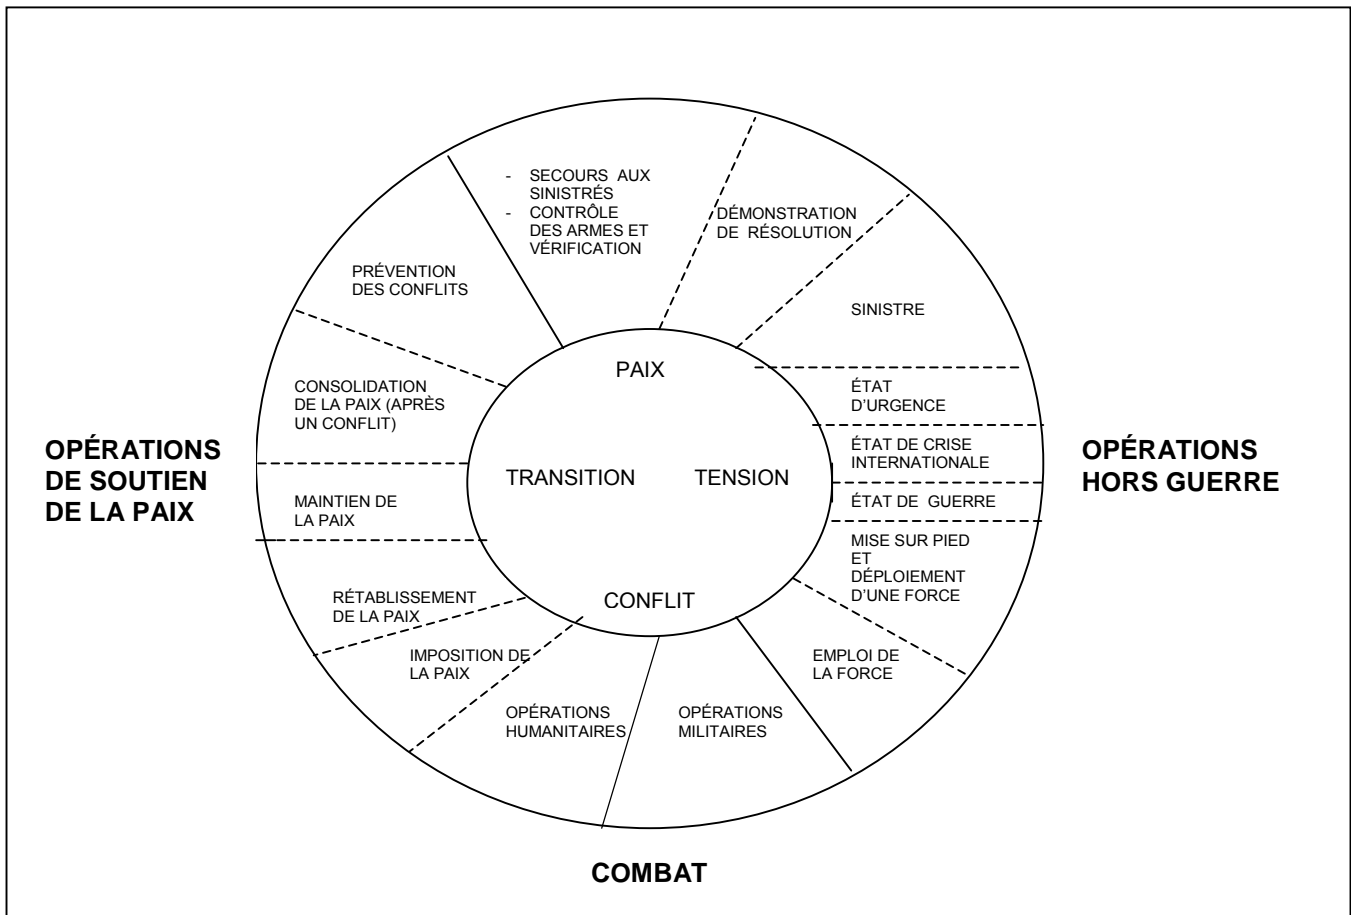 - SECOURS AUX
SINISTRÉS
- CONTRÔLE
DES ARMES ET
VÉRIFICATION
DÉMONSTRATION
DE RÉSOLUTION
PRÉVENTION
DES CONFLITS
SINISTRE
PAIX
CONSOLIDATION
DE LA PAIX (APRÈS
UN CONFLIT)
ÉTAT
D'URGENCE
OPÉRATIONS
DE SOUTIEN
DE LA PAIX
TRANSITION
TENSION
ÉTAT DE CRISE
INTERNATIONALE
OPÉRATIONS
HORS GUERRE
MAINTIEN DE
LA PAIX
ÉTAT DE GUERRE
MISE SUR PIED
ET
DÉPLOIEMENT
D'UNE FORCE
RÉTABLISSEMENT
DE LA PAIX
CONFLIT
IMPOSITION DE
LA PAIX
EMPLOI DE
LA FORCE
OPÉRATIONS
HUMANITAIRES
OPÉRATIONS
MILITAIRES
COMBAT